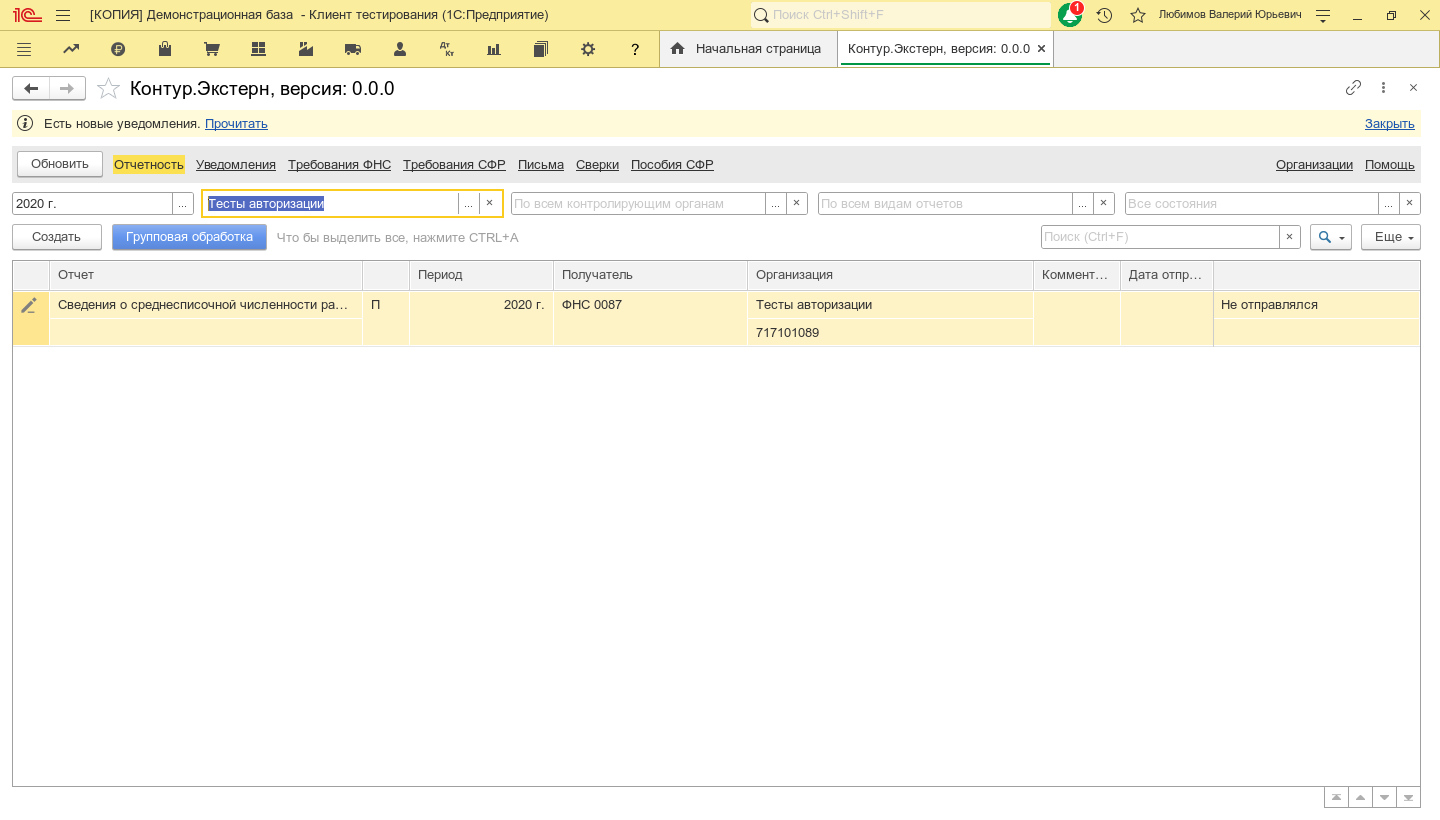 1С [КОПИЯ] Демонстрационная база - Клиент тестирования (1С:Предприятие) Поиск Ctrl+Shift+F 1 Любимов Валерий Юрьевич
Дт Кт ? Начальная страница Контур.Экстерн, версия: 0.0.0
Контур.Экстерн, версия: 0.0.0
Есть новые уведомления. Прочитать Закрыть
Обновить Отчетность Уведомления Требования ФНС Требования СФР Письма Сверки Пособия СФР Организации Помощь
2020 г. ... Тесты авторизации ... × По всем контролирующим органам ... × По всем видам отчетов ... × Все состояния ... ×
Создать Групповая обработка Что бы выделить все, нажмите CTRL+A Поиск (Ctrl+F) × Еще
Отчет Период Получатель Организация Коммент... Дата отпр...
Сведения о среднесписочной численности ра... П 2020 г. ФНС 0087 Тесты авторизации Не отправлялся
717101089